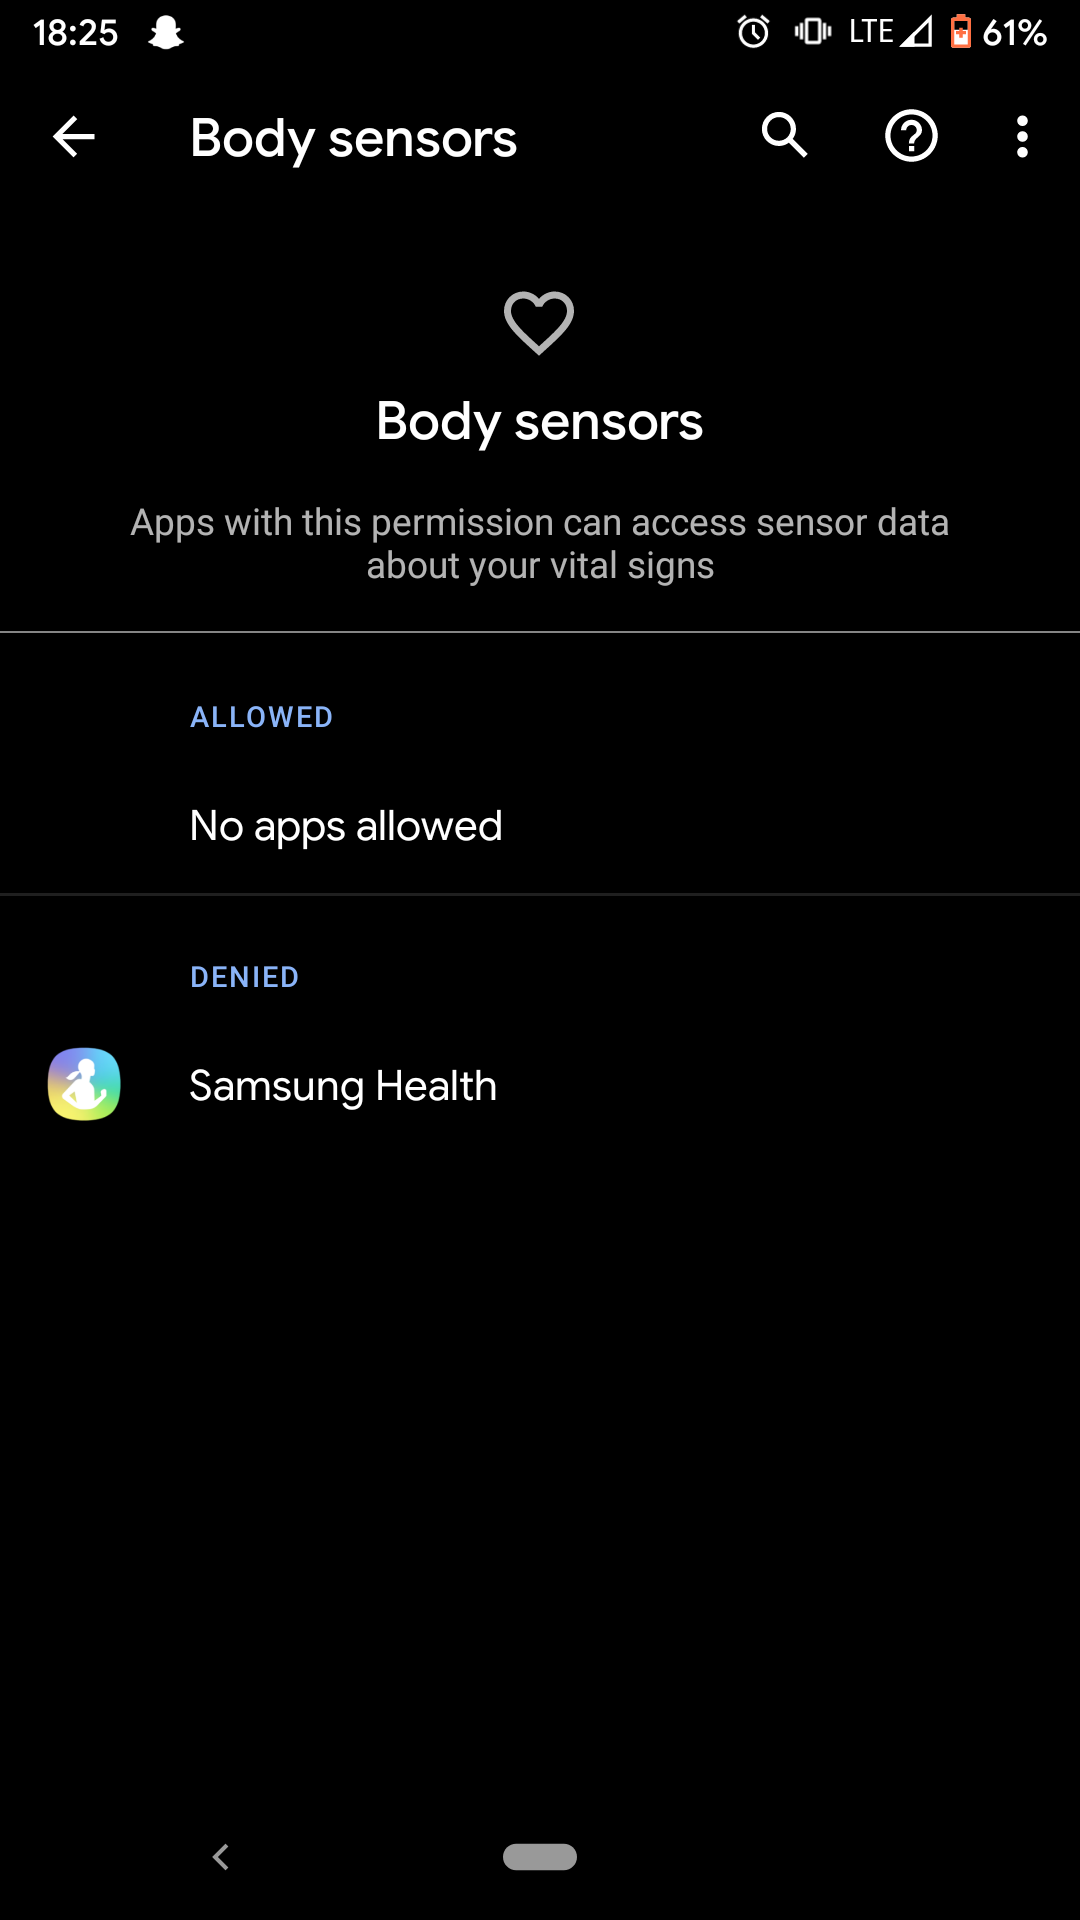 18:25 LTE 61%
Body sensors
Body sensors
Apps with this permission can access sensor data
about your vital signs
ALLOWED
No apps allowed
DENIED
Samsung Health